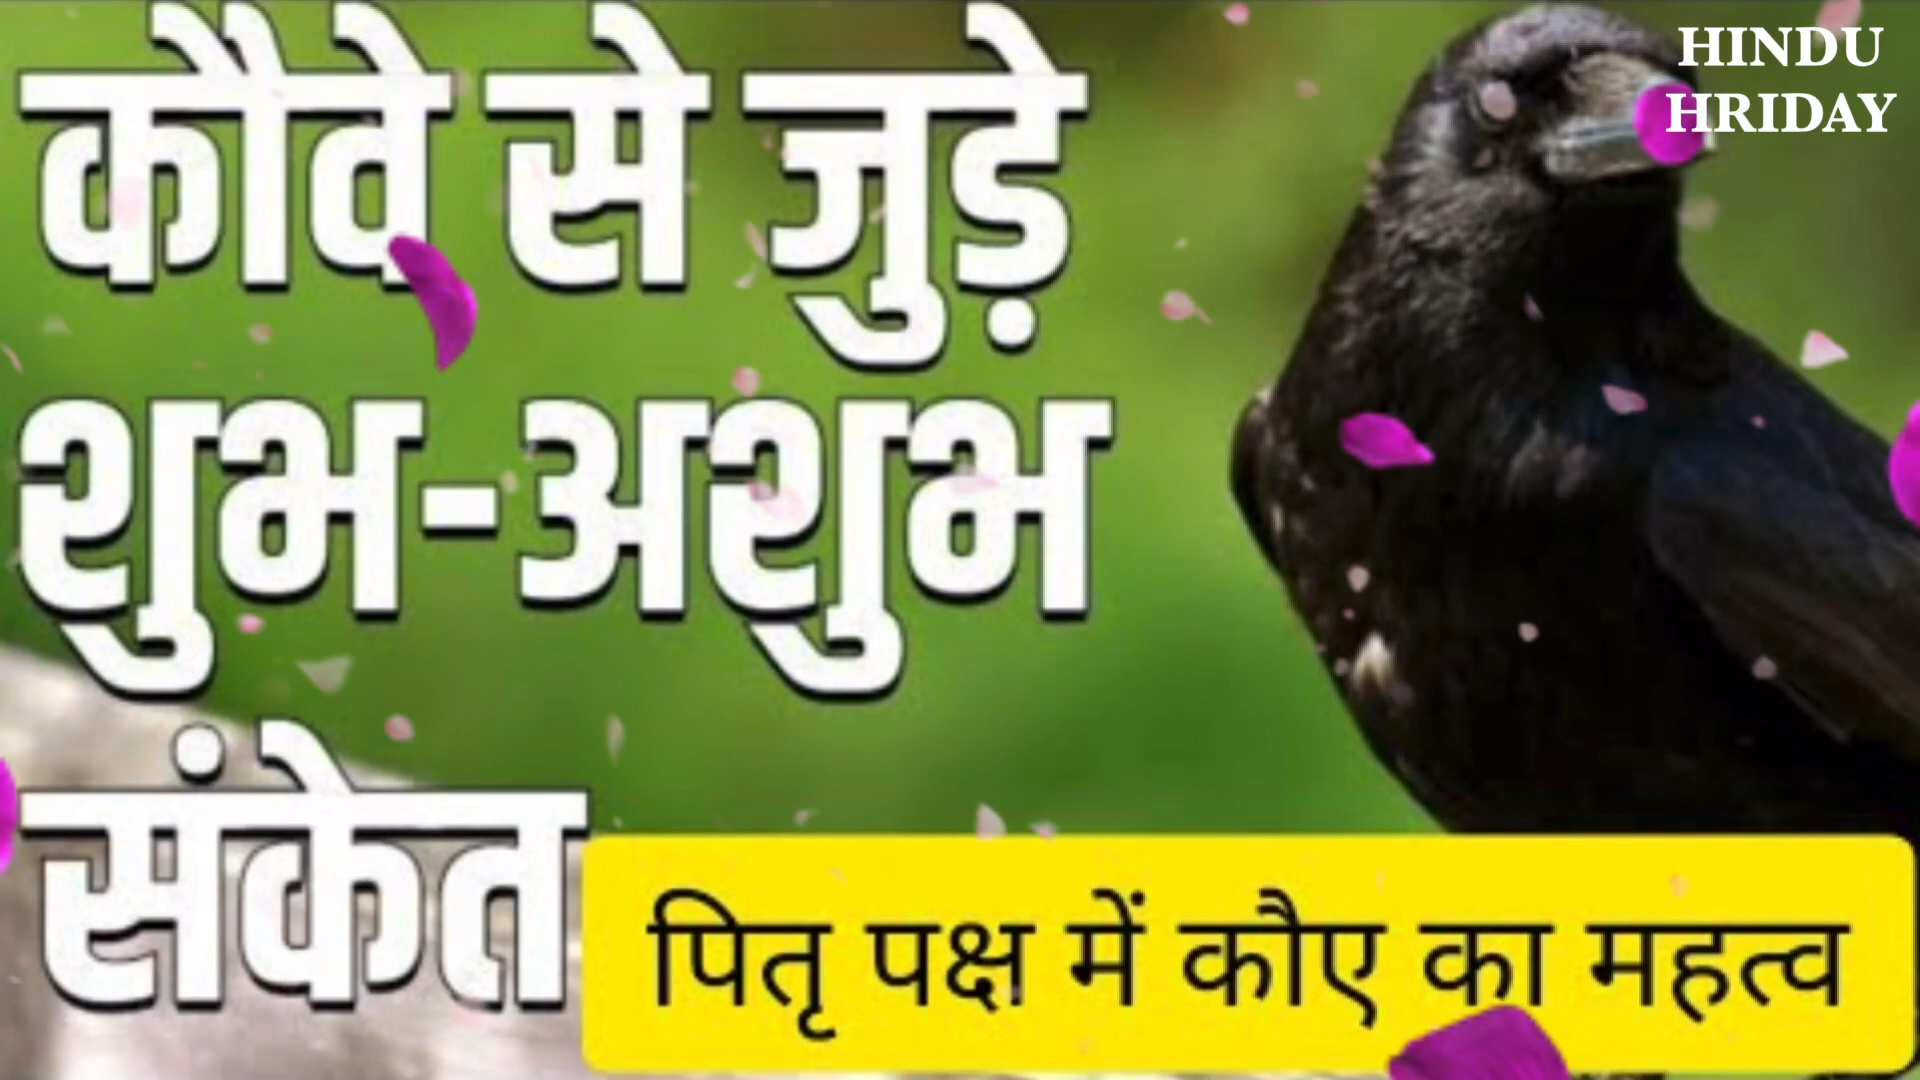 कौवे से जुड़े
शुभ-अशुभ
संकेत
पितृ पक्ष में कौए का महत्व
HINDU
HRIDAY